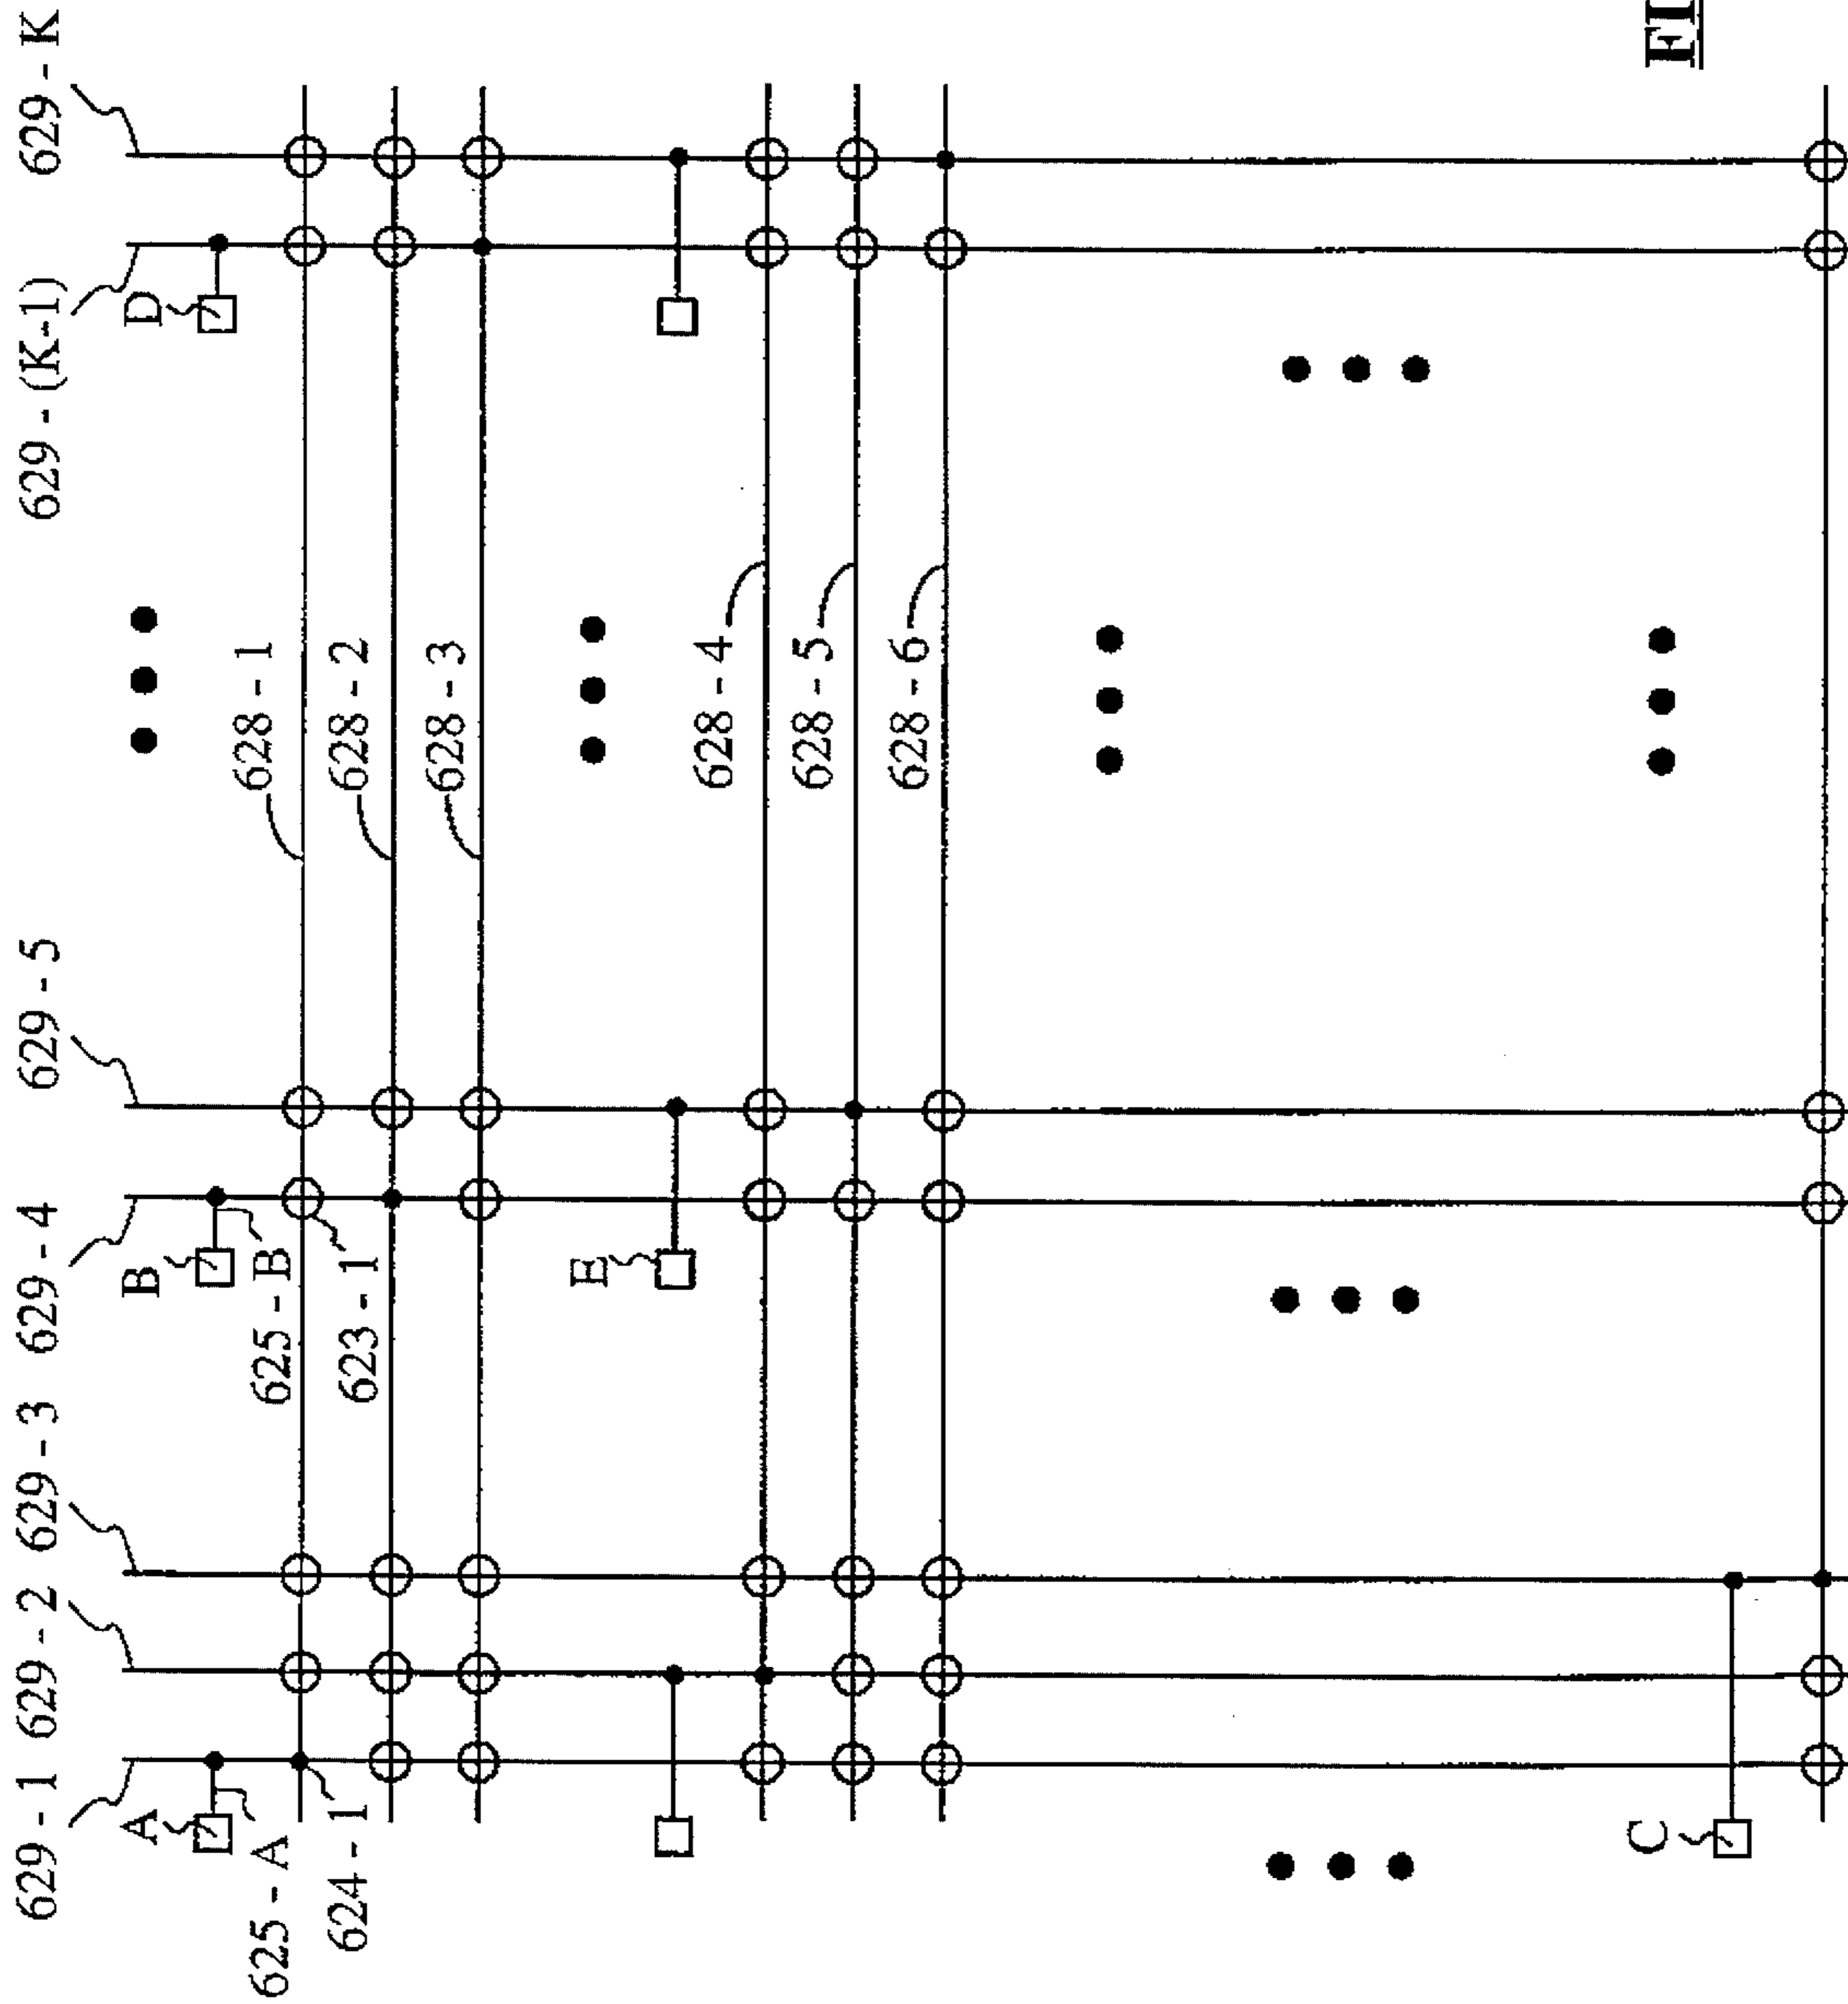 629 - 1
629 - 2
629 - 3
629 - 4
629 - 5
629 - (K-1)
629 - K
A
B
D
625 - A
624 - 1
625 - B
623 - 1
628 - 1
628 - 2
628 - 3
E
628 - 4
628 - 5
628 - 6
C
FI